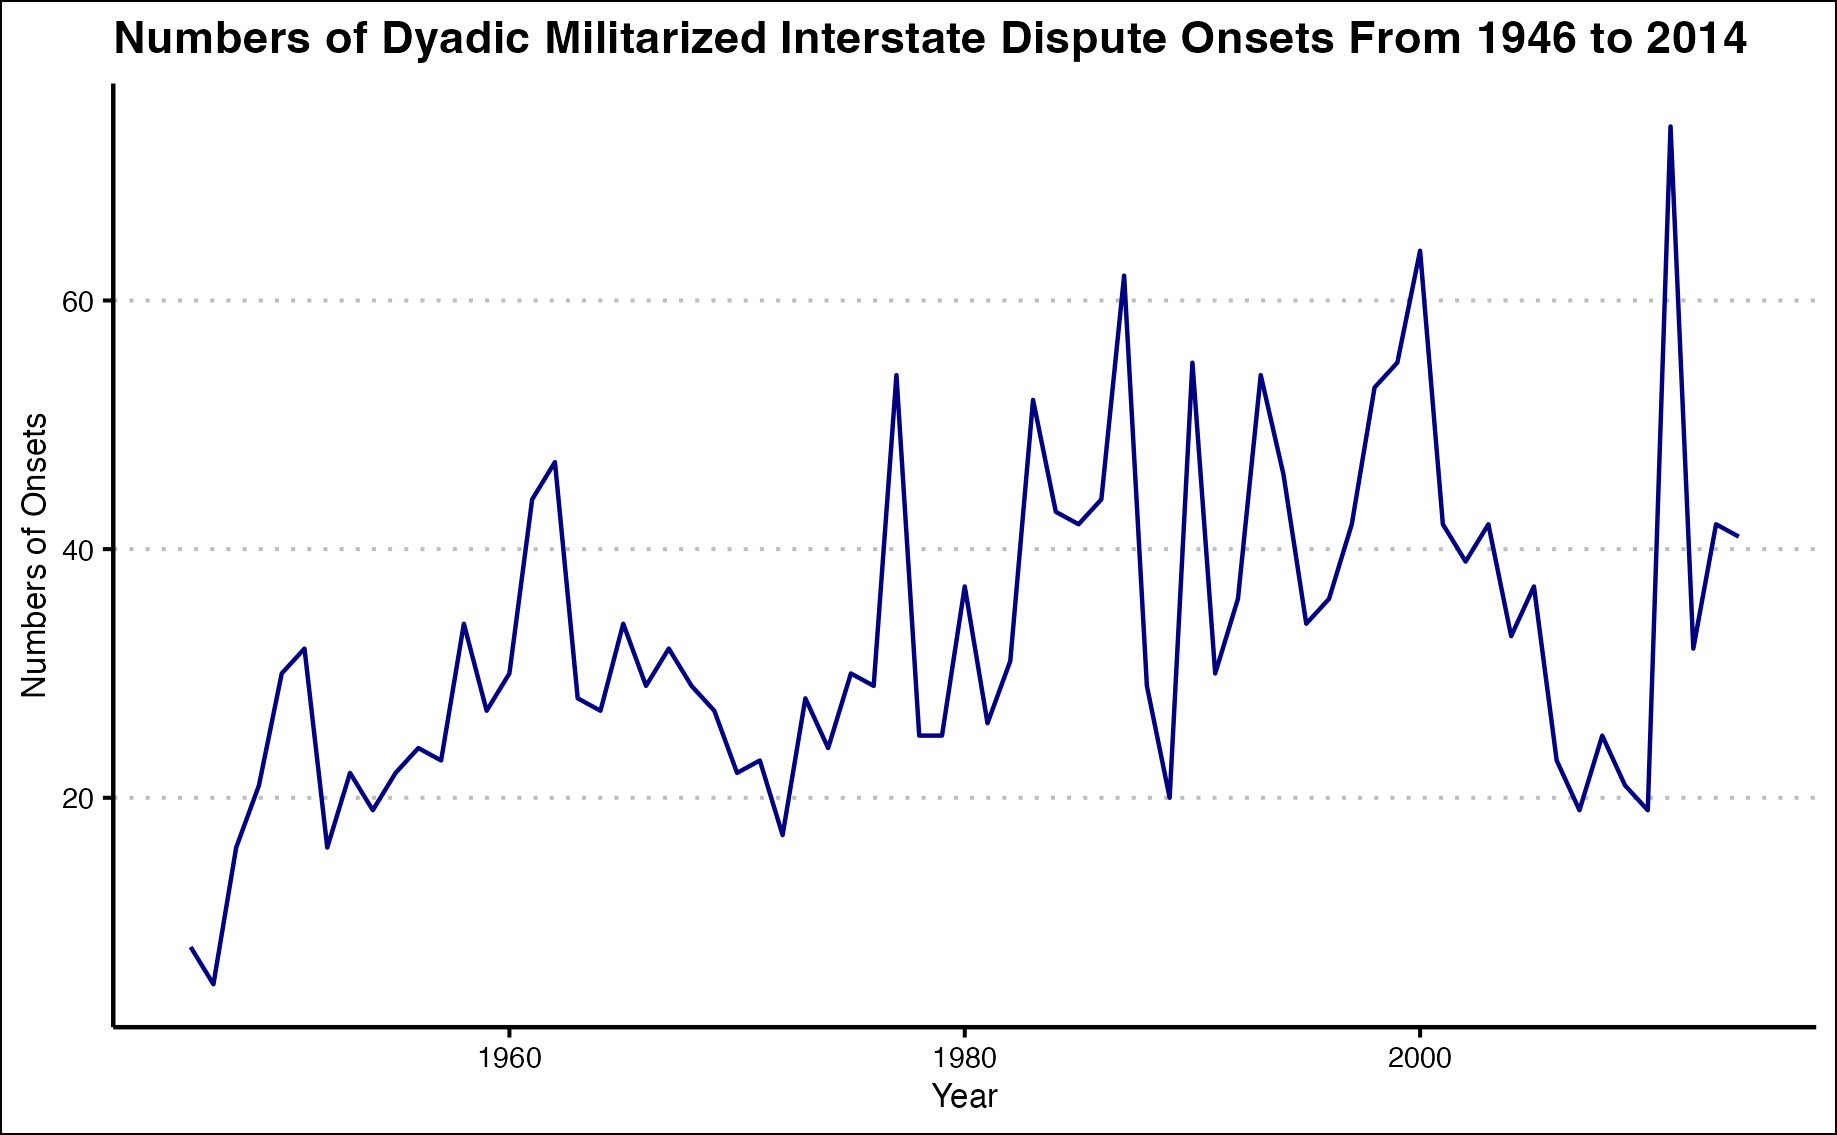 Numbers of Dyadic Militarized Interstate Dispute Onsets From 1946 to 2014
Numbers of Onsets
60
40
20
1960 1980 2000
Year